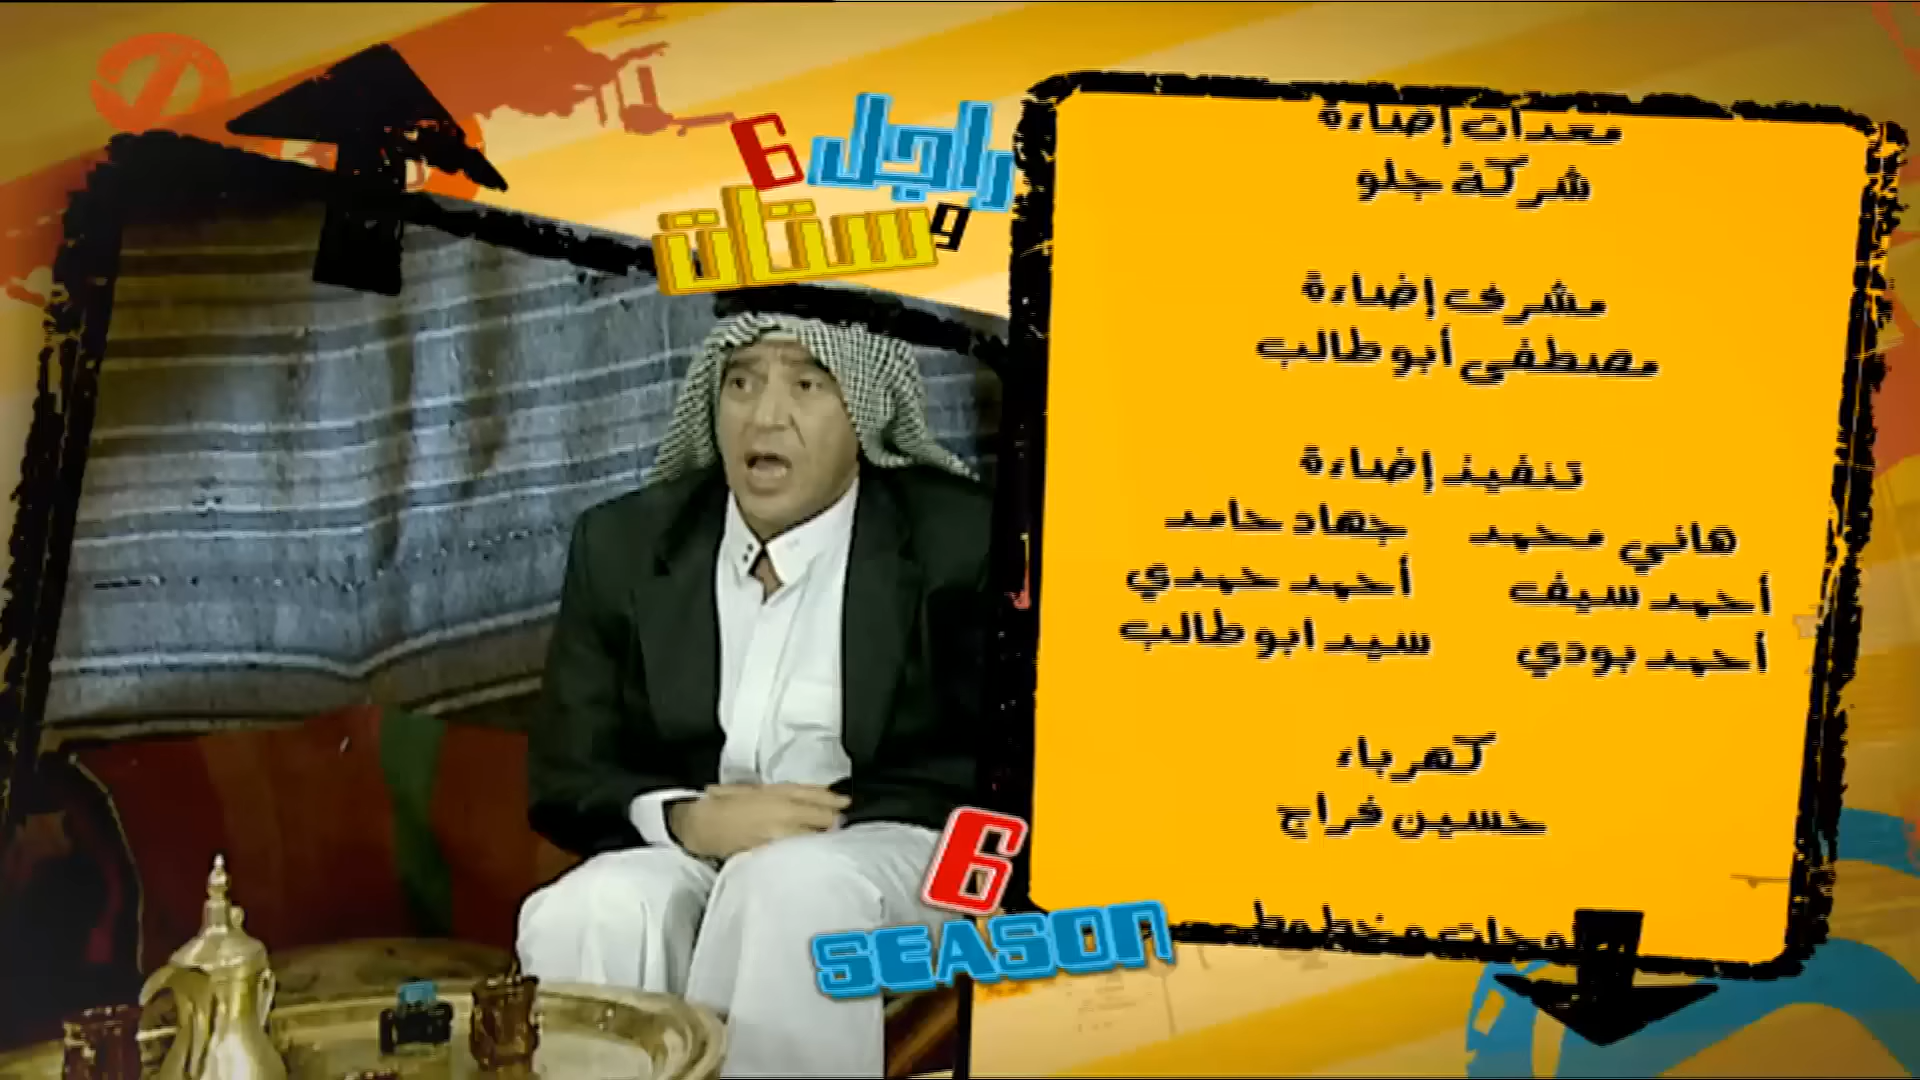 راجل
و 6
ستات
معدات إضاءة
شركة جلو
مشرف إضاءة
مصطفى أبو طالب
تنفيذ إضاءة
هاني محمد جهاد حامد
أحمد سيف أحمد حمدي
أحمد بودي سيد ابو طالب
كهرباء
حسين فراج
6
SEASON